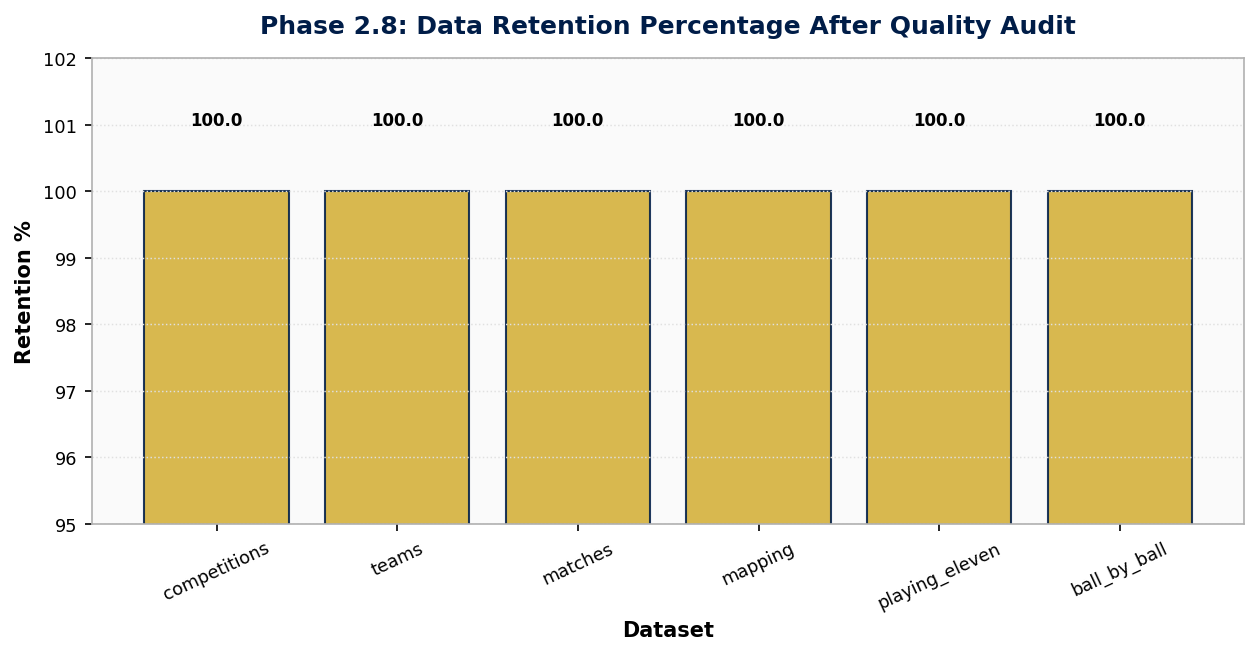 Phase 2.8: Data Retention Percentage After Quality Audit
102
101
100
99
98
97
96
95
Retention %
100.0 100.0 100.0 100.0 100.0 100.0
competitions teams matches mapping playing_eleven ball_by_ball
Dataset